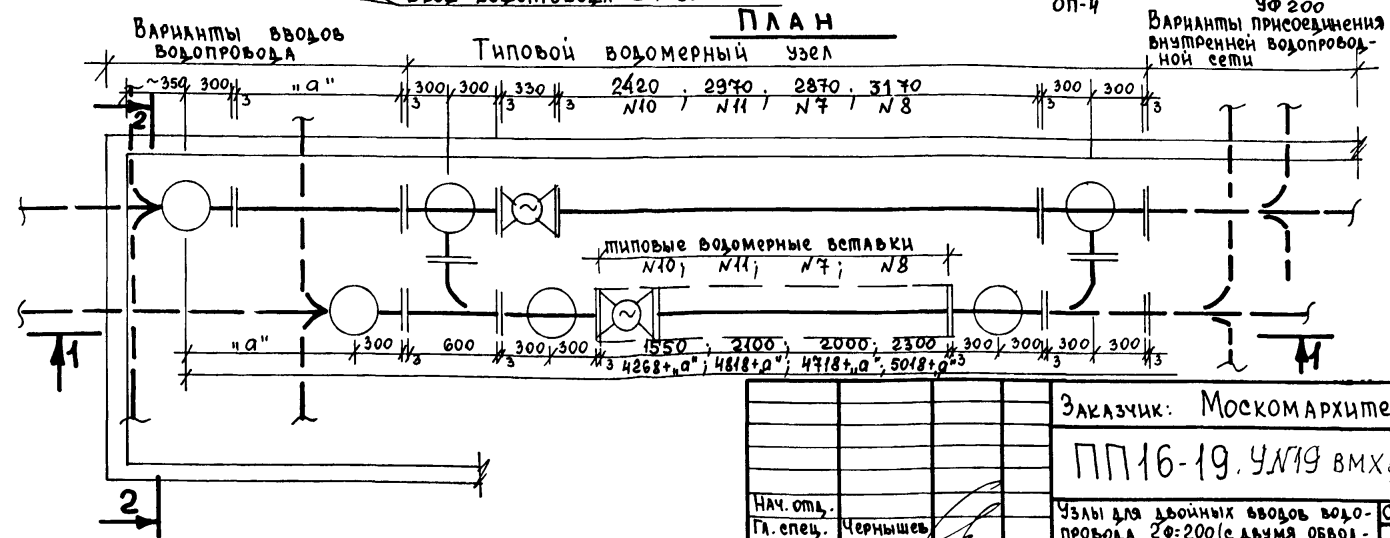 ОП-4
УФ 200
ПЛАН
Варианты вводов
водопровода
Типовой водомерный узел
Варианты присоединения
внутренней водопровод-
ной сети
~350 300 3 "а" 300 300 3 330 3 2420 ; 2970 ; 2870 ; 3170 3 300 300 3
N10 N11 N7 N8
2
типовые водомерные вставки
N10; N11; N7; N8
1 1
"а" 300 3 600 3 300 300 3 1550 ; 2100 ; 2000 ; 2300 3 300 300 3 300 3
4268+"а"; 4818+"а"; 4718+"а"; 5018+"а"
2
Заказчик: Москомархите
ПП16-19. УN19 ВМХ
Нач. отд.
Гл. спец. Чернышев
Узлы для двойных вводов водо-
провода 2Ф=200(с двумя обвод-